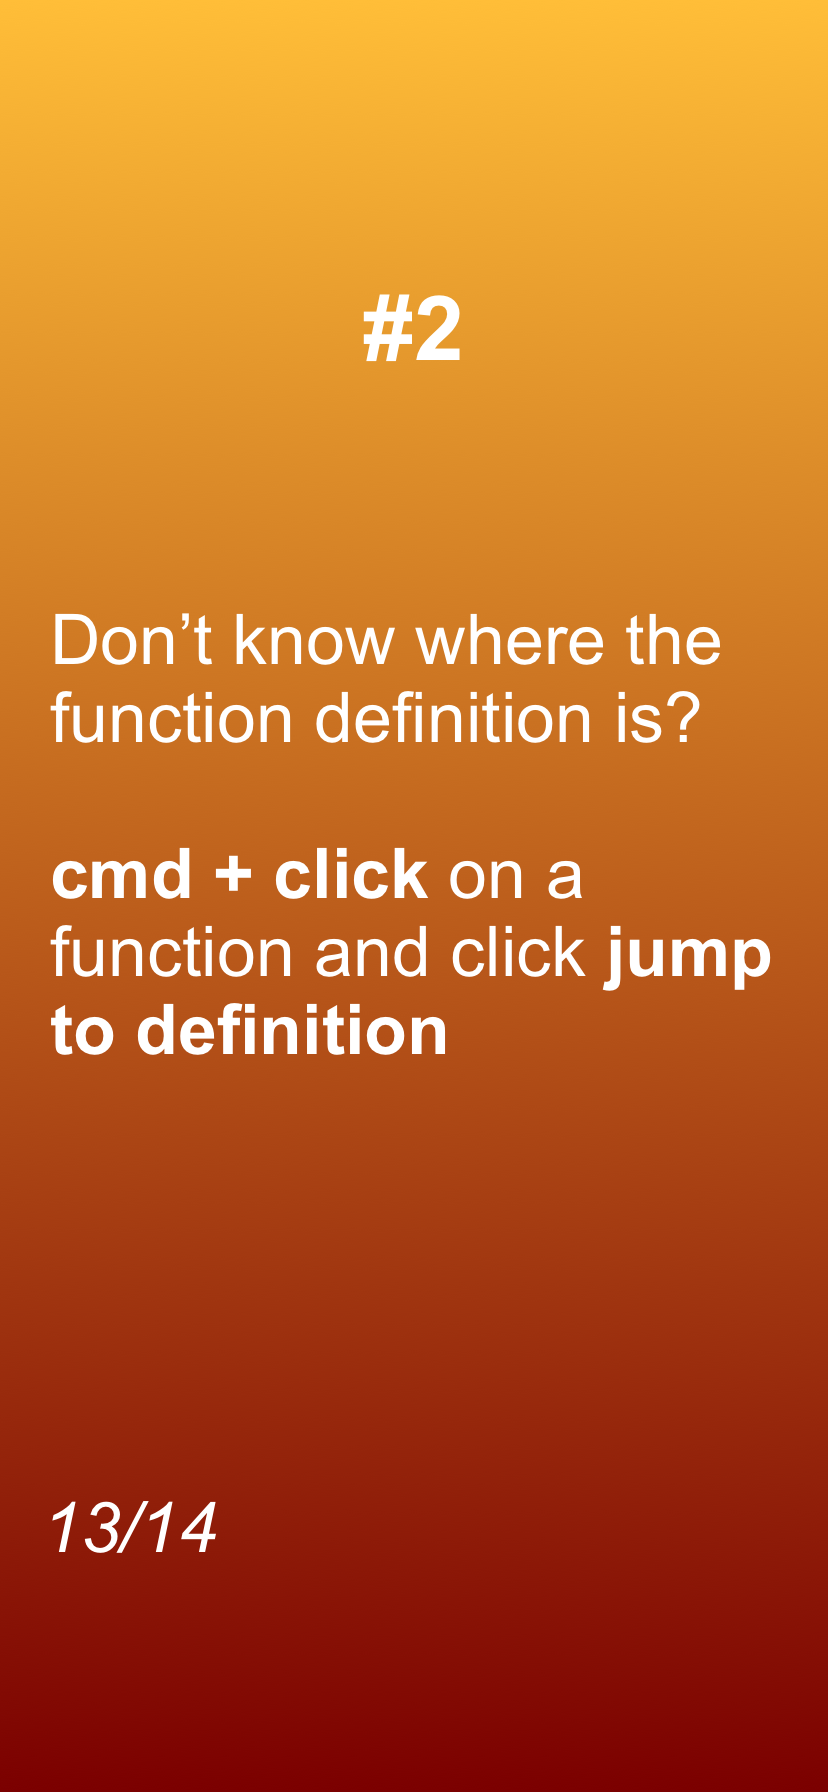 #2
Don’t know where the
function definition is?
cmd + click on a
function and click jump
to definition
13/14